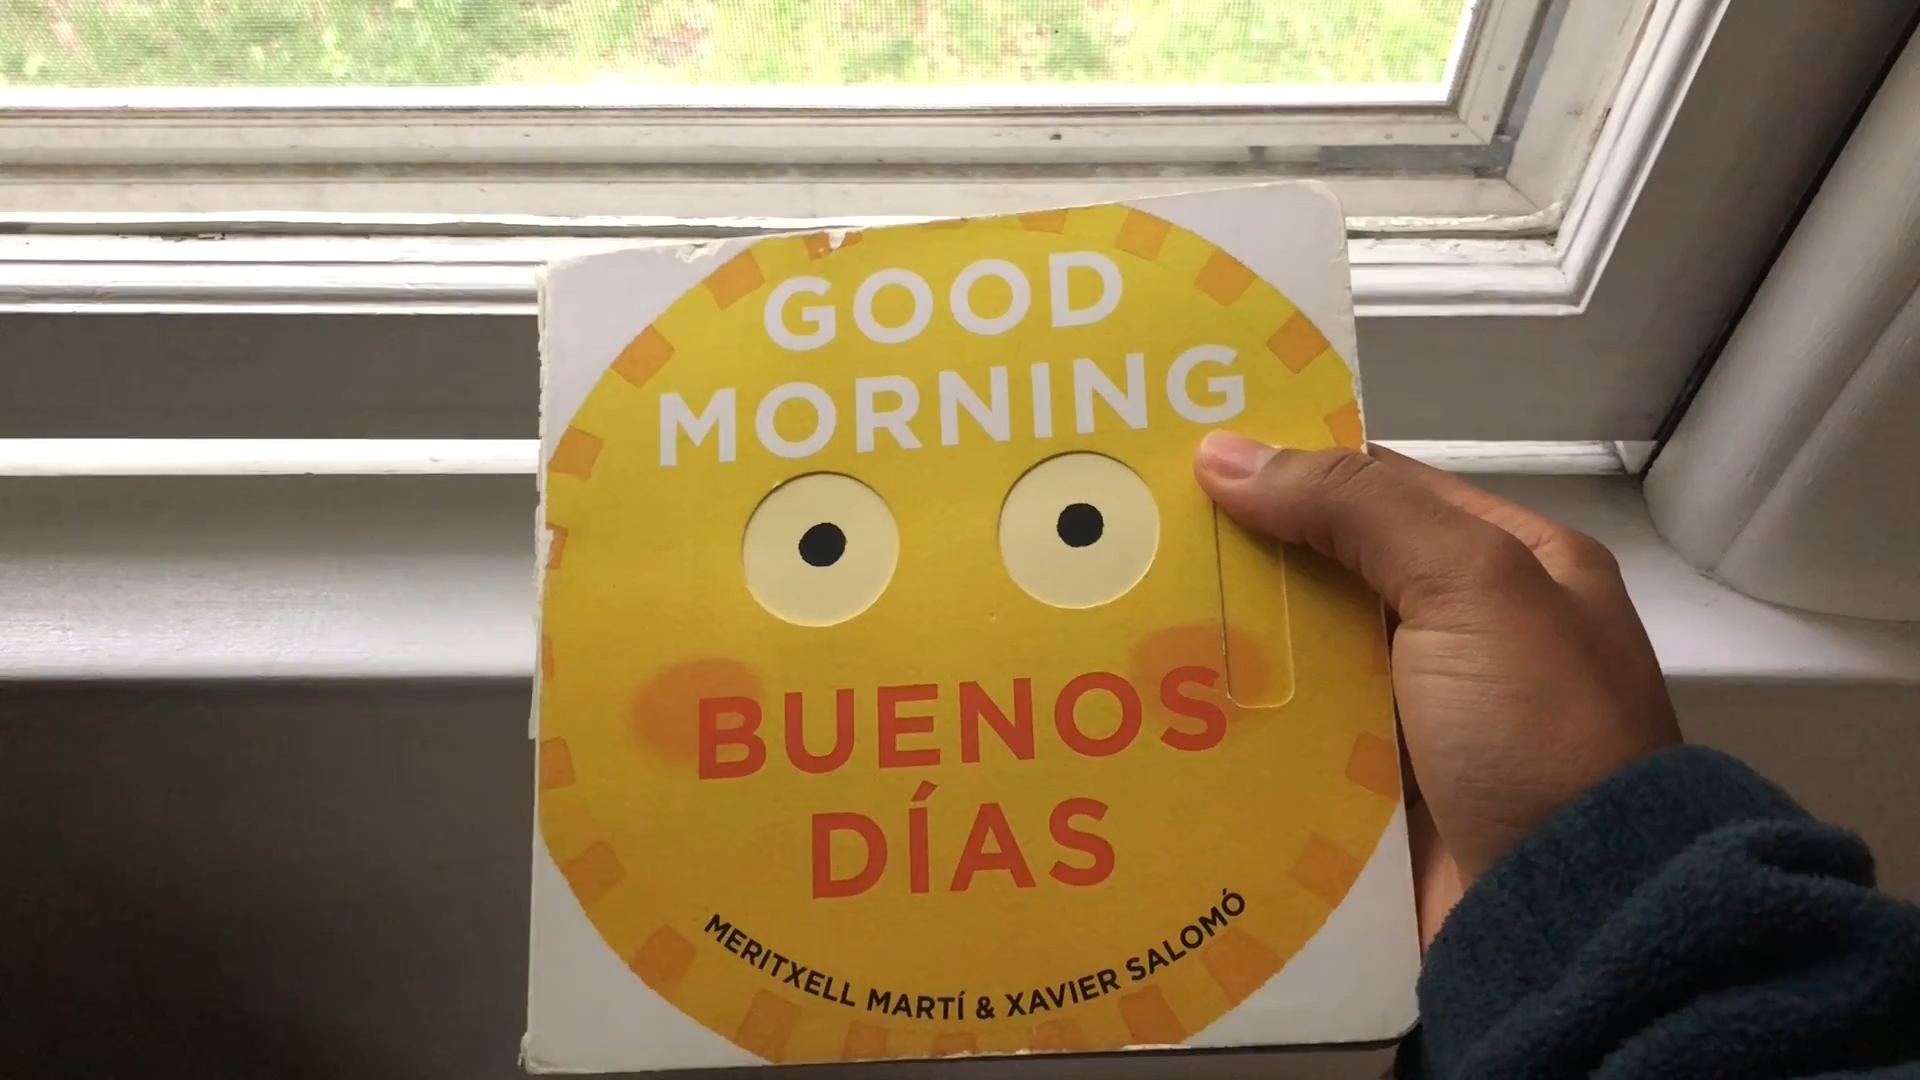 GOOD
MORNING
BUENOS
DÍAS
MERITXELL MARTÍ & XAVIER SALOMÓ